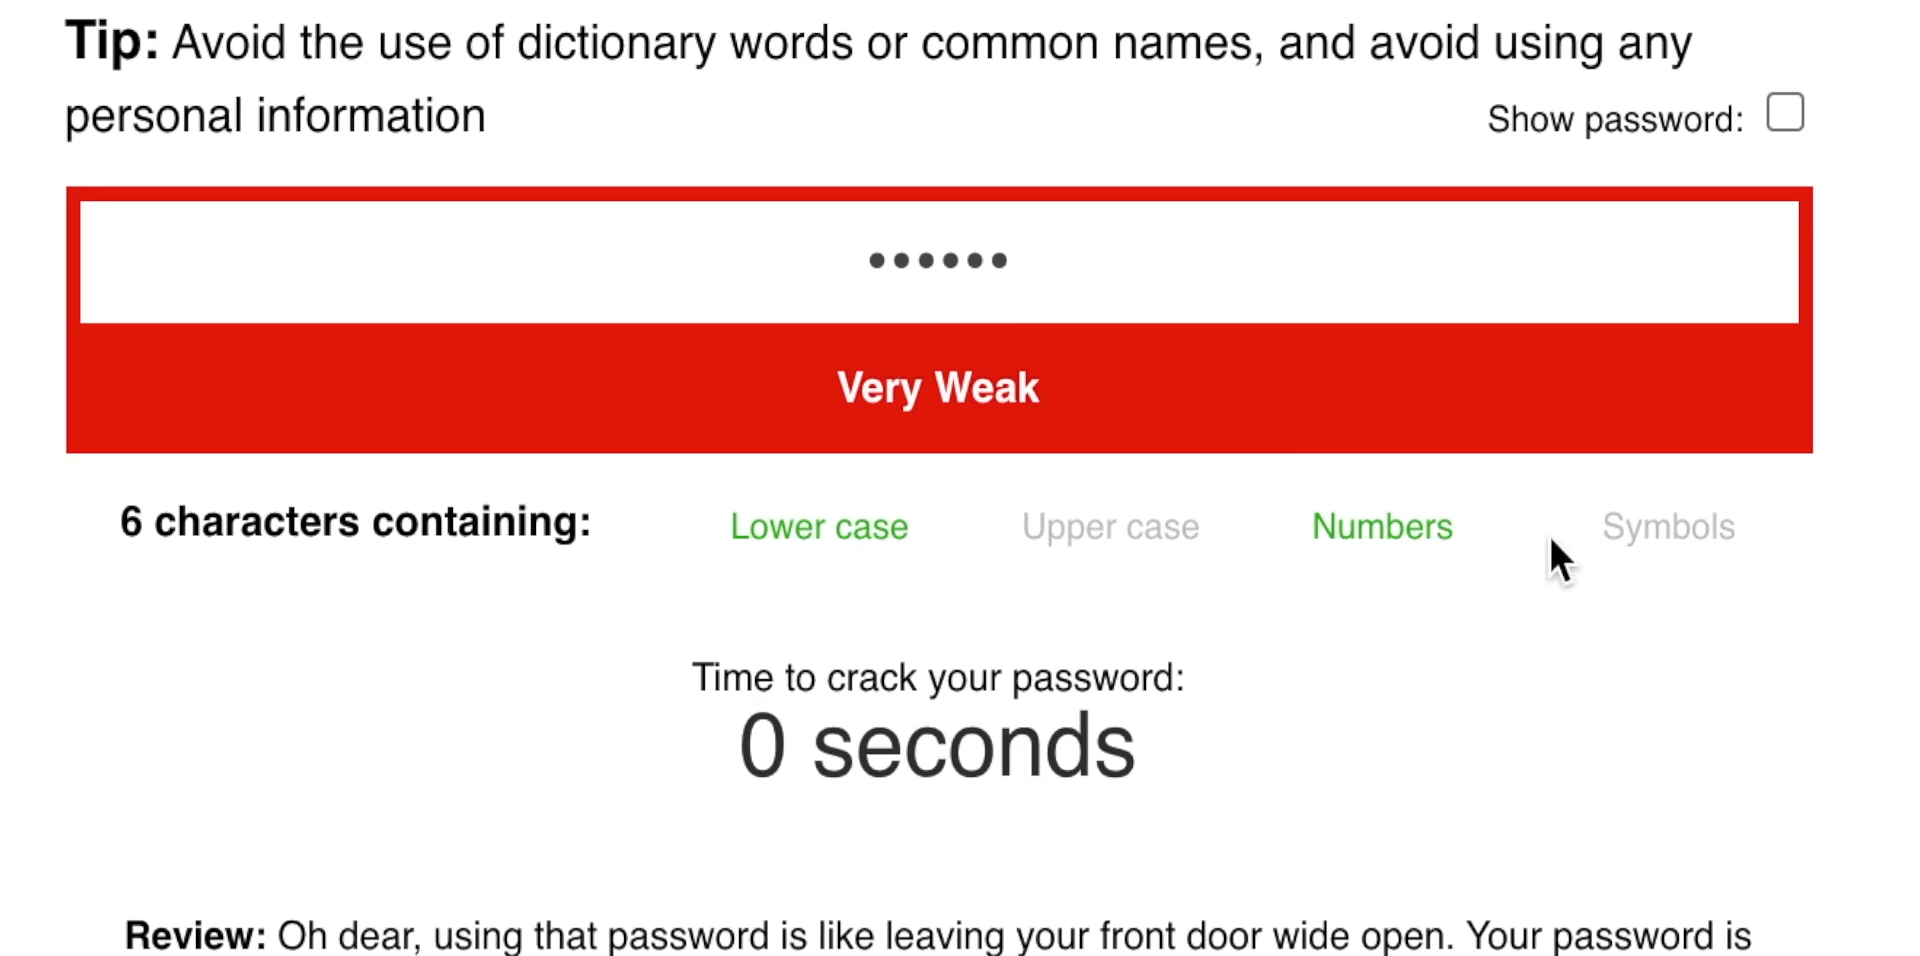 Tip: Avoid the use of dictionary words or common names, and avoid using any
personal information
Show password:
••••••
Very Weak
6 characters containing: Lower case Upper case Numbers Symbols
Time to crack your password:
0 seconds
Review: Oh dear, using that password is like leaving your front door wide open. Your password is